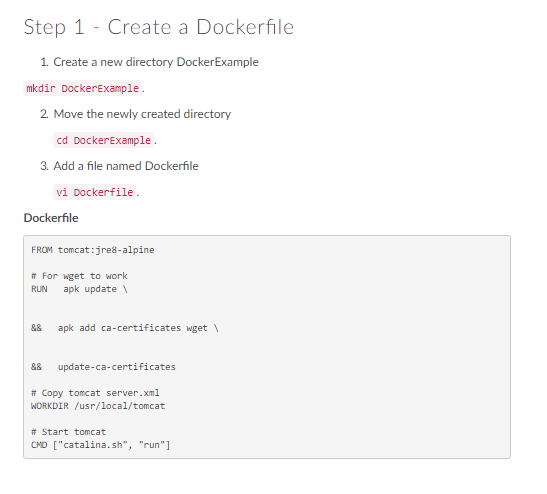 Step 1 - Create a Dockerfile
1. Create a new directory DockerExample
mkdir DockerExample.
2. Move the newly created directory
cd DockerExample.
3. Add a file named Dockerfile
vi Dockerfile.
Dockerfile
FROM tomcat:jre8-alpine
# For wget to work
RUN   apk update \
&&   apk add ca-certificates wget \
&&   update-ca-certificates
# Copy tomcat server.xml
WORKDIR /usr/local/tomcat
# Start tomcat
CMD ["catalina.sh", "run"]